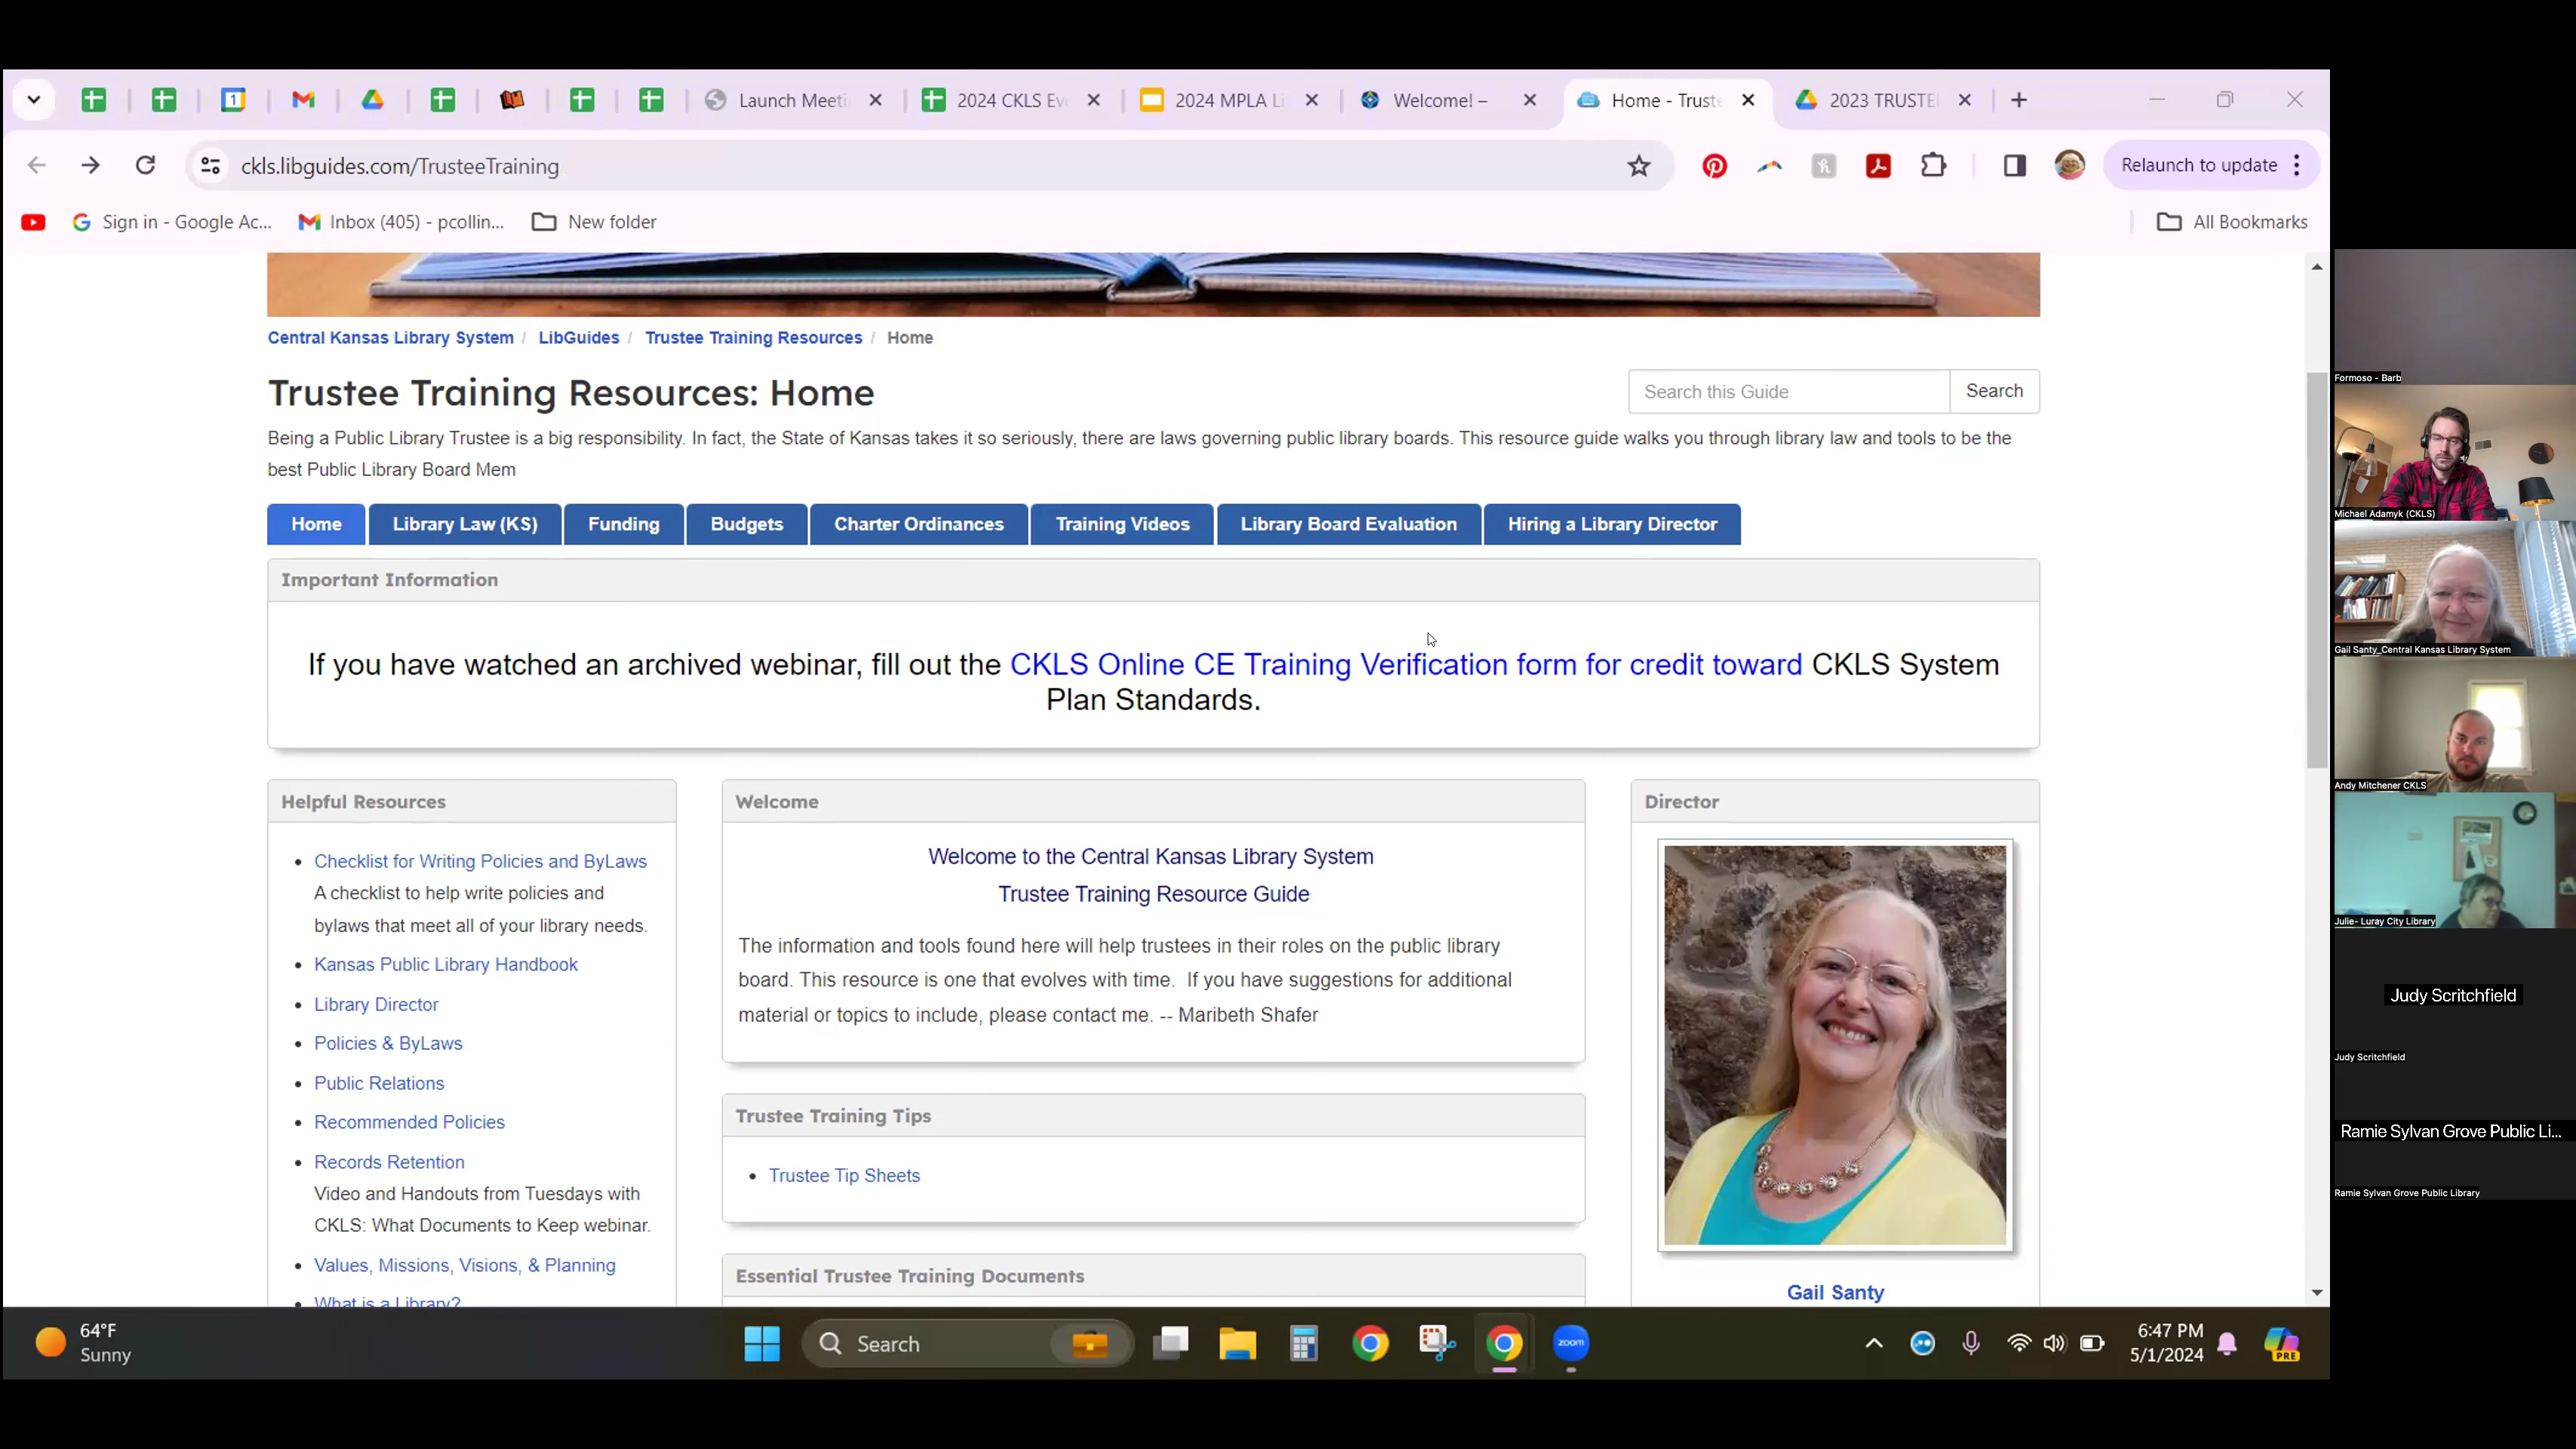 Launch Meeti
2024 CKLS Ev
2024 MPLA Li
Welcome! –
Home - Truste
2023 TRUSTE
ckls.libguides.com/TrusteeTraining
Relaunch to update
Sign in - Google Ac...
Inbox (405) - pcollin...
New folder
All Bookmarks
Central Kansas Library System / LibGuides / Trustee Training Resources / Home
Trustee Training Resources: Home
Search this Guide
Search
Being a Public Library Trustee is a big responsibility. In fact, the State of Kansas takes it so seriously, there are laws governing public library boards. This resource guide walks you through library law and tools to be the
best Public Library Board Mem
Home
Library Law (KS)
Funding
Budgets
Charter Ordinances
Training Videos
Library Board Evaluation
Hiring a Library Director
Important Information
If you have watched an archived webinar, fill out the CKLS Online CE Training Verification form for credit toward CKLS System
Plan Standards.
Helpful Resources
Checklist for Writing Policies and ByLaws
A checklist to help write policies and
bylaws that meet all of your library needs.
Kansas Public Library Handbook
Library Director
Policies & ByLaws
Public Relations
Recommended Policies
Records Retention
Video and Handouts from Tuesdays with
CKLS: What Documents to Keep webinar.
Values, Missions, Visions, & Planning
What is a Library?
Welcome
Welcome to the Central Kansas Library System
Trustee Training Resource Guide
The information and tools found here will help trustees in their roles on the public library
board. This resource is one that evolves with time. If you have suggestions for additional
material or topics to include, please contact me. -- Maribeth Shafer
Trustee Training Tips
Trustee Tip Sheets
Essential Trustee Training Documents
Director
Gail Santy
Formoso - Barb
Michael Adamyk (CKLS)
Gail Santy_Central Kansas Library System
Andy Mitchener CKLS
Julie- Luray City Library
Judy Scritchfield
Judy Scritchfield
Ramie Sylvan Grove Public Li...
Ramie Sylvan Grove Public Library
64°F
Sunny
Search
zoom
6:47 PM
5/1/2024
PRE